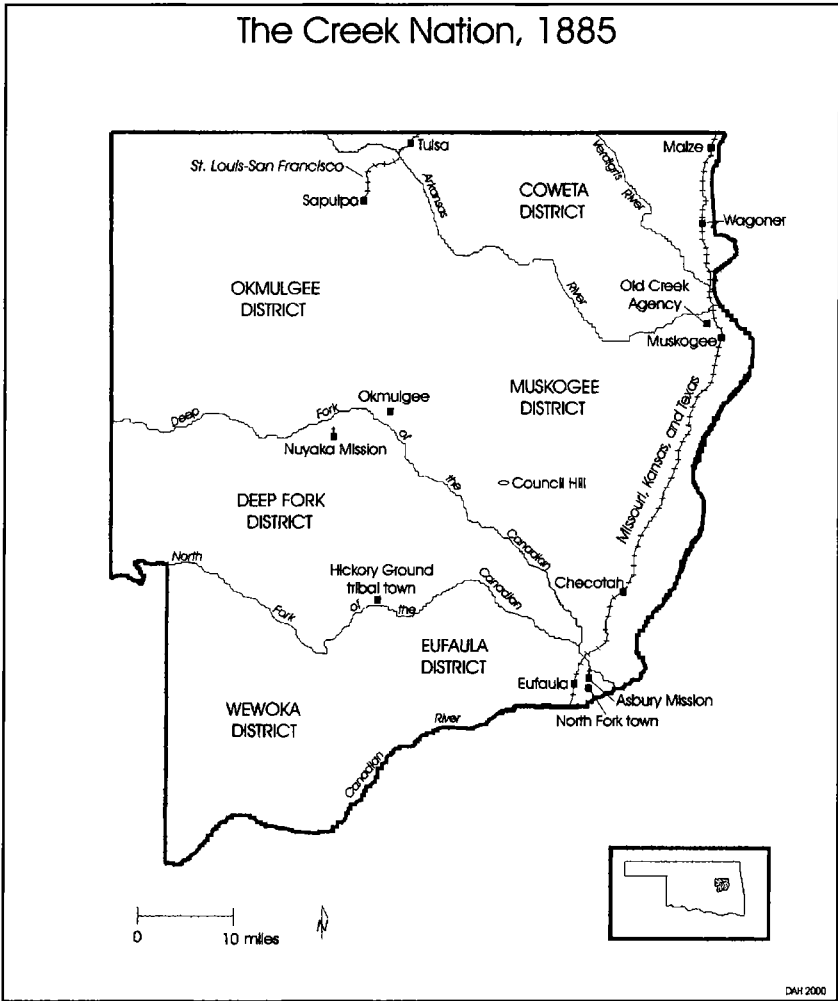 The Creek Nation, 1885
Tulsa
Maize
St. Louis-San Francisco
Verdigris
River
COWETA
DISTRICT
Sapulpa
Arkansas
River
Wagoner
OKMULGEE
DISTRICT
Old Creek
Agency
Muskogee
MUSKOGEE
DISTRICT
Okmulgee
Deep
Fork
of
the
Canadian
Nuyaka Mission
Missouri, Kansas, and Texas
Council Hill
DEEP FORK
DISTRICT
North
Fork
of
the
Canadian
Hickory Ground
tribal town
Checotah
EUFAULA
DISTRICT
Eufaula
Asbury Mission
North Fork town
WEWOKA
DISTRICT
Canadian
River
0
10 miles
N
DAH 2000